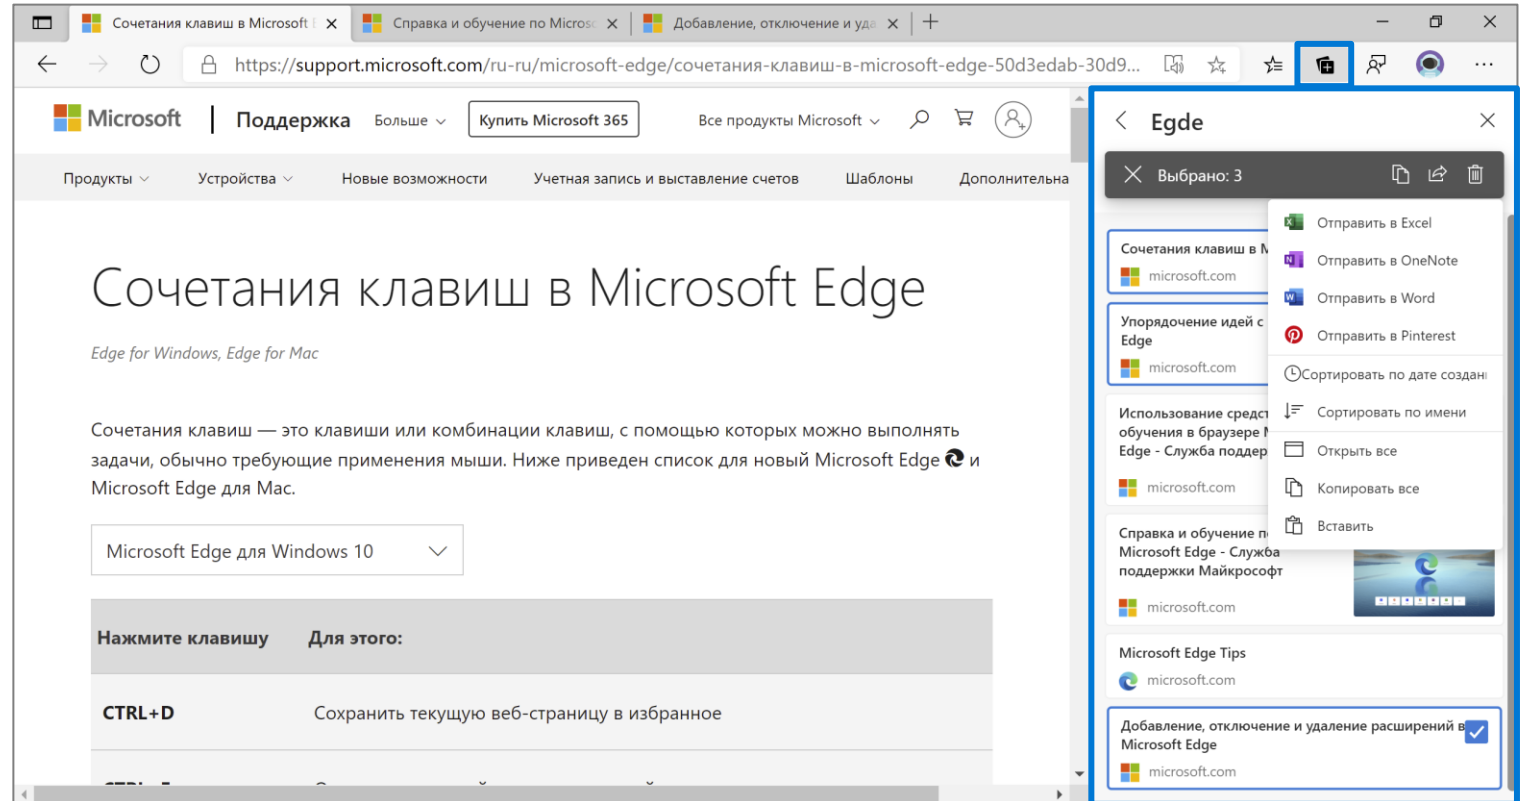 Сочетания клавиш в Microsoft E
Справка и обучение по Microsc
Добавление, отключение и уда
https://support.microsoft.com/ru-ru/microsoft-edge/сочетания-клавиш-в-microsoft-edge-50d3edab-30d9...
Microsoft
Поддержка
Больше
Купить Microsoft 365
Все продукты Microsoft
Продукты
Устройства
Новые возможности
Учетная запись и выставление счетов
Шаблоны
Дополнительна
Сочетания клавиш в Microsoft Edge
Edge for Windows, Edge for Mac
Сочетания клавиш — это клавиши или комбинации клавиш, с помощью которых можно выполнять
задачи, обычно требующие применения мыши. Ниже приведен список для новый Microsoft Edge и
Microsoft Edge для Mac.
Microsoft Edge для Windows 10
Нажмите клавишу Для этого:
CTRL+D Сохранить текущую веб-страницу в избранное
Egde
Выбрано: 3
Сочетания клавиш в M
microsoft.com
Упорядочение идей с
Edge
microsoft.com
Использование средст
обучения в браузере M
Edge - Служба поддер
microsoft.com
Справка и обучение п
Microsoft Edge - Служба
поддержки Майкрософт
microsoft.com
Microsoft Edge Tips
microsoft.com
Добавление, отключение и удаление расширений в
Microsoft Edge
microsoft.com
Отправить в Excel
Отправить в OneNote
Отправить в Word
Отправить в Pinterest
Сортировать по дате создан
Сортировать по имени
Открыть все
Копировать все
Вставить